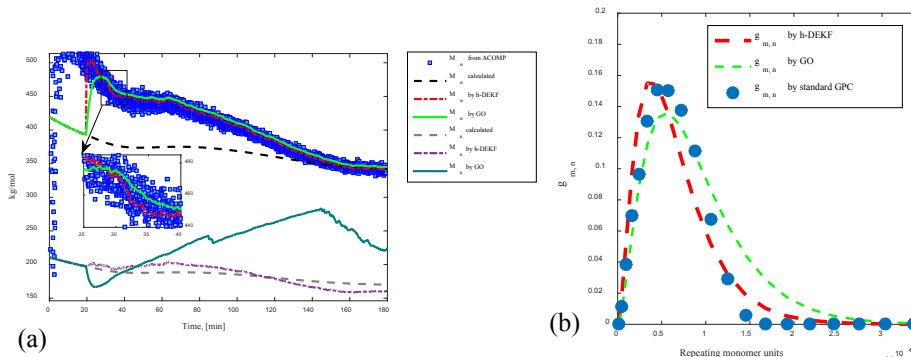 500
450
400
350
300
250
200
150
kg/mol
0
20
40
60
80
100
120
140
160
180
Time, [min]
480
460
440
25
30
35
40
M w from ACOMP
M w calculated
M w by h-DEKF
M w by GO
M n calculated
M n by h-DEKF
M n by GO
(a)
0.2
0.18
0.16
0.14
0.12
0.1
0.08
0.06
0.04
0.02
0
g m, n
0
0.5
1
1.5
2
2.5
3
Repeating monomer units
g m, n by h-DEKF
g m, n by GO
g m, n by standard GPC
(b)